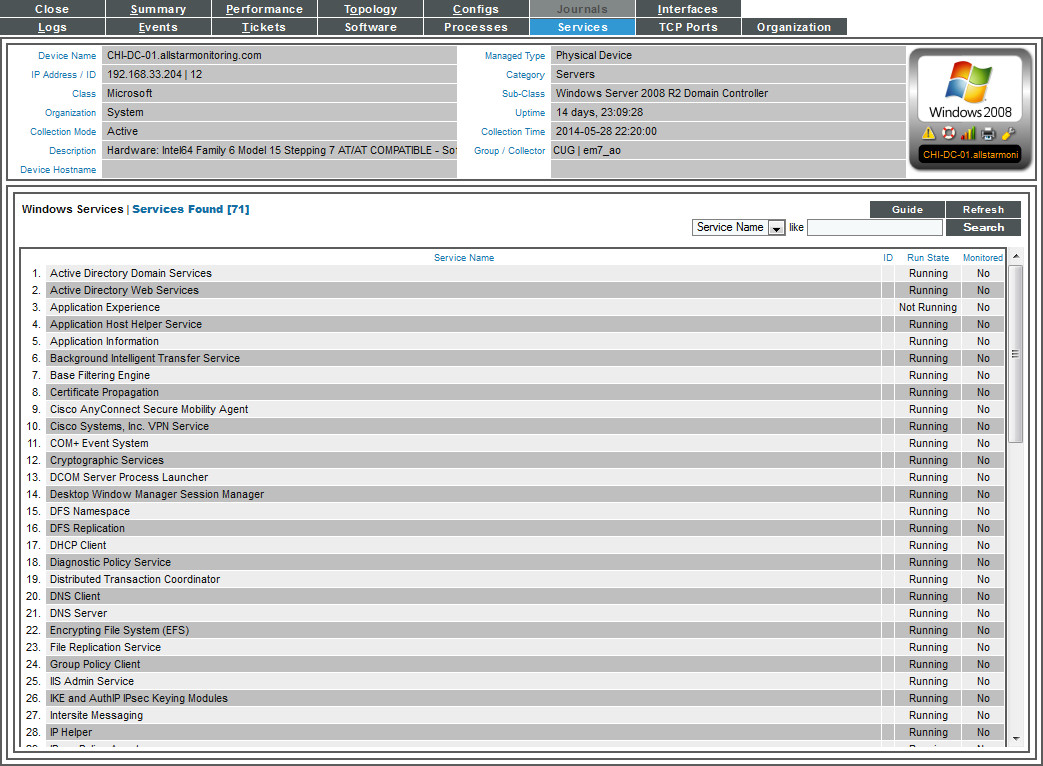 Close Summary Performance Topology Configs Journals Interfaces
Logs Events Tickets Software Processes Services TCP Ports Organization
Device Name CHI-DC-01.allstarmonitoring.com Managed Type Physical Device
IP Address / ID 192.168.33.204 | 12 Category Servers
Class Microsoft Sub-Class Windows Server 2008 R2 Domain Controller
Organization System Uptime 14 days, 23:09:28
Collection Mode Active Collection Time 2014-05-28 22:20:00
Description Hardware: Intel64 Family 6 Model 15 Stepping 7 AT/AT COMPATIBLE - Sof Group / Collector CUG | em7_ao
Device Hostname
Windows 2008
CHI-DC-01.allstarmoni
Windows Services | Services Found [71] Guide Refresh
Service Name like Search
Service Name ID Run State Monitored
1. Active Directory Domain Services Running No
2. Active Directory Web Services Running No
3. Application Experience Not Running No
4. Application Host Helper Service Running No
5. Application Information Running No
6. Background Intelligent Transfer Service Running No
7. Base Filtering Engine Running No
8. Certificate Propagation Running No
9. Cisco AnyConnect Secure Mobility Agent Running No
10. Cisco Systems, Inc. VPN Service Running No
11. COM+ Event System Running No
12. Cryptographic Services Running No
13. DCOM Server Process Launcher Running No
14. Desktop Window Manager Session Manager Running No
15. DFS Namespace Running No
16. DFS Replication Running No
17. DHCP Client Running No
18. Diagnostic Policy Service Running No
19. Distributed Transaction Coordinator Running No
20. DNS Client Running No
21. DNS Server Running No
22. Encrypting File System (EFS) Running No
23. File Replication Service Running No
24. Group Policy Client Running No
25. IIS Admin Service Running No
26. IKE and AuthIP IPsec Keying Modules Running No
27. Intersite Messaging Running No
28. IP Helper Running No